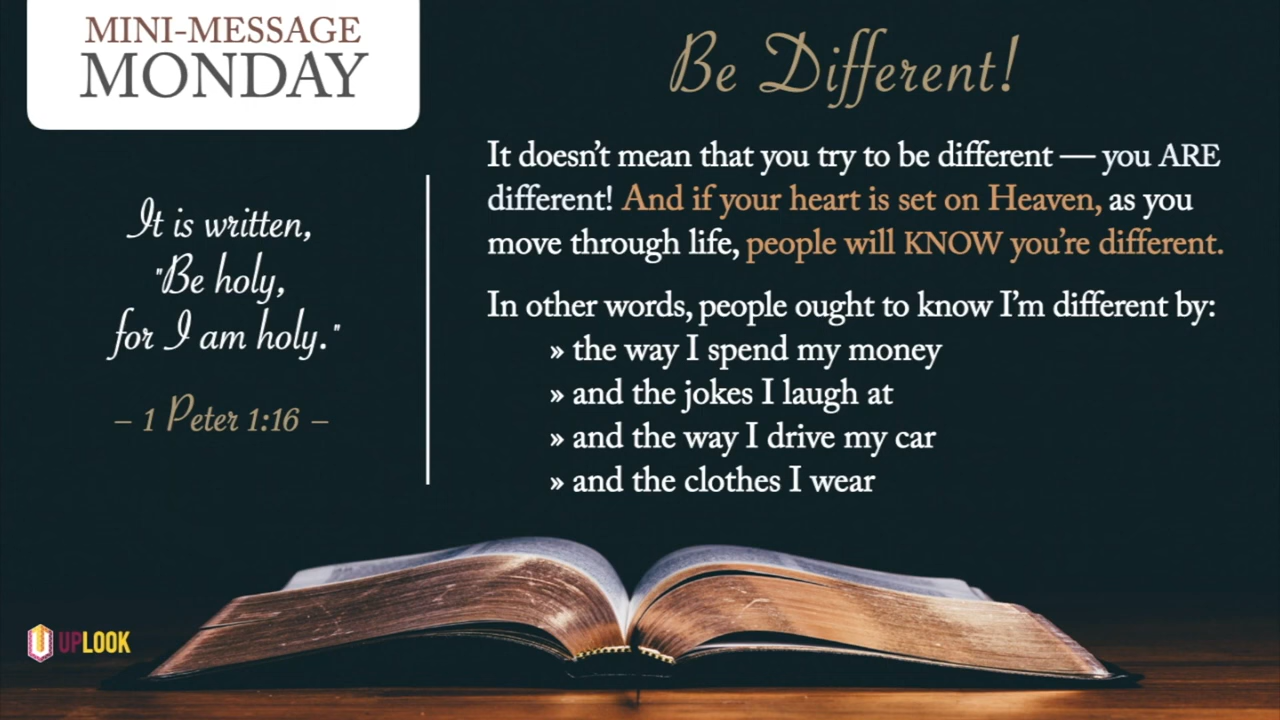 MINI-MESSAGE
MONDAY
It is written,
"Be holy,
for I am holy."
– 1 Peter 1:16 –
Be Different!
It doesn’t mean that you try to be different — you ARE
different! And if your heart is set on Heaven, as you
move through life, people will KNOW you’re different.
In other words, people ought to know I’m different by:
» the way I spend my money
» and the jokes I laugh at
» and the way I drive my car
» and the clothes I wear
UPLOOK